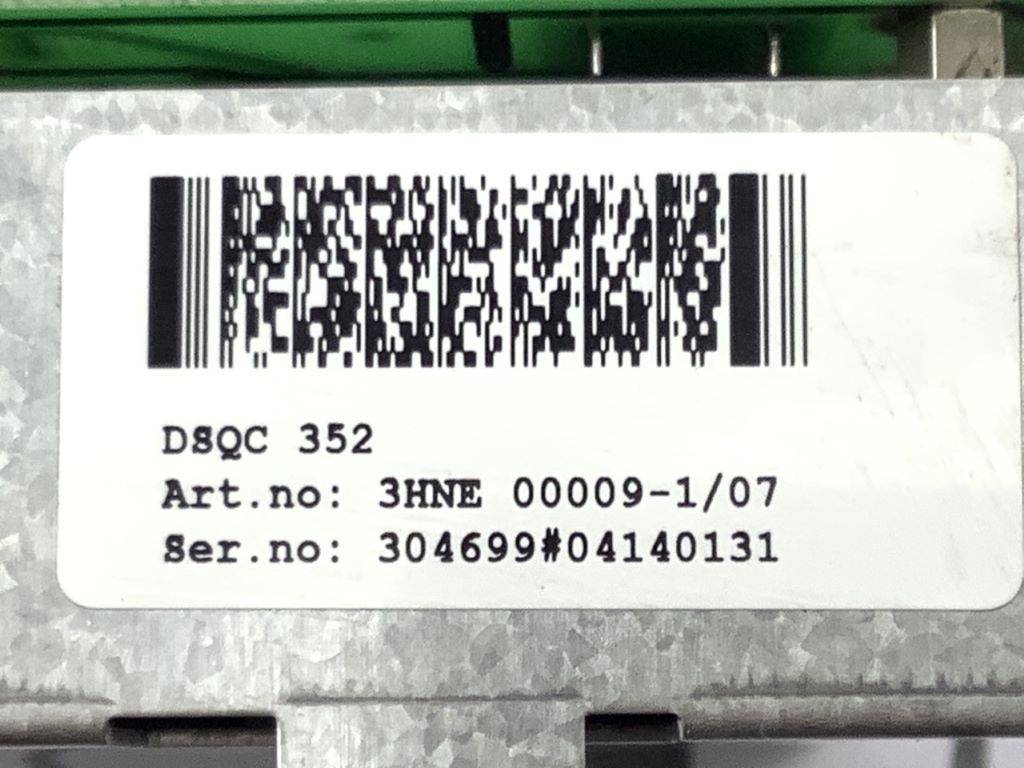 DSQC 352
Art.no: 3HNE 00009-1/07
Ser.no: 304699#04140131